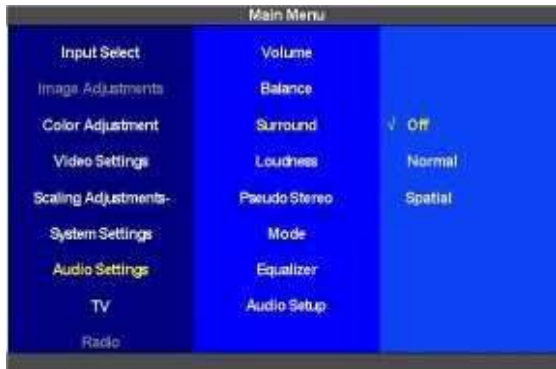 Main Menu
Input Select
Image Adjustments
Color Adjustment
Video Settings
Scaling Adjustments-
System Settings
Audio Settings
TV
Radio
Volume
Balance
Surround
Loudness
Pseudo Stereo
Mode
Equalizer
Audio Setup
√ Off
Normal
Spatial